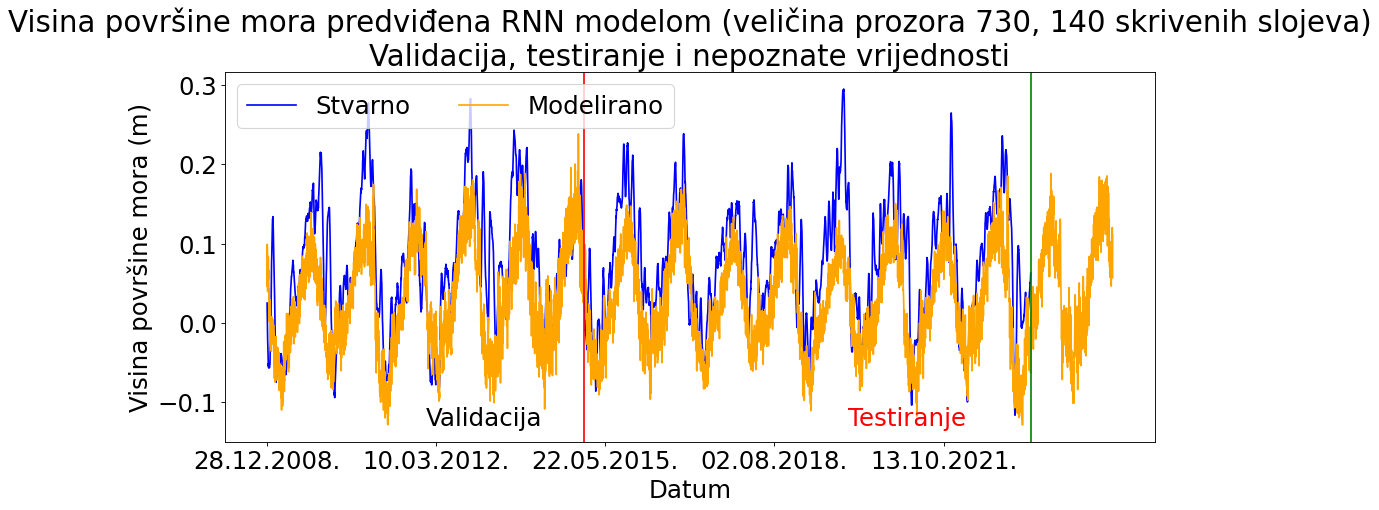 Visina površine mora predviđena RNN modelom (veličina prozora 730, 140 skrivenih slojeva)
Validacija, testiranje i nepoznate vrijednosti
Stvarno Modelirano
Visina površine mora (m)
0.3
0.2
0.1
0.0
−0.1
Validacija Testiranje
28.12.2008. 10.03.2012. 22.05.2015. 02.08.2018. 13.10.2021.
Datum